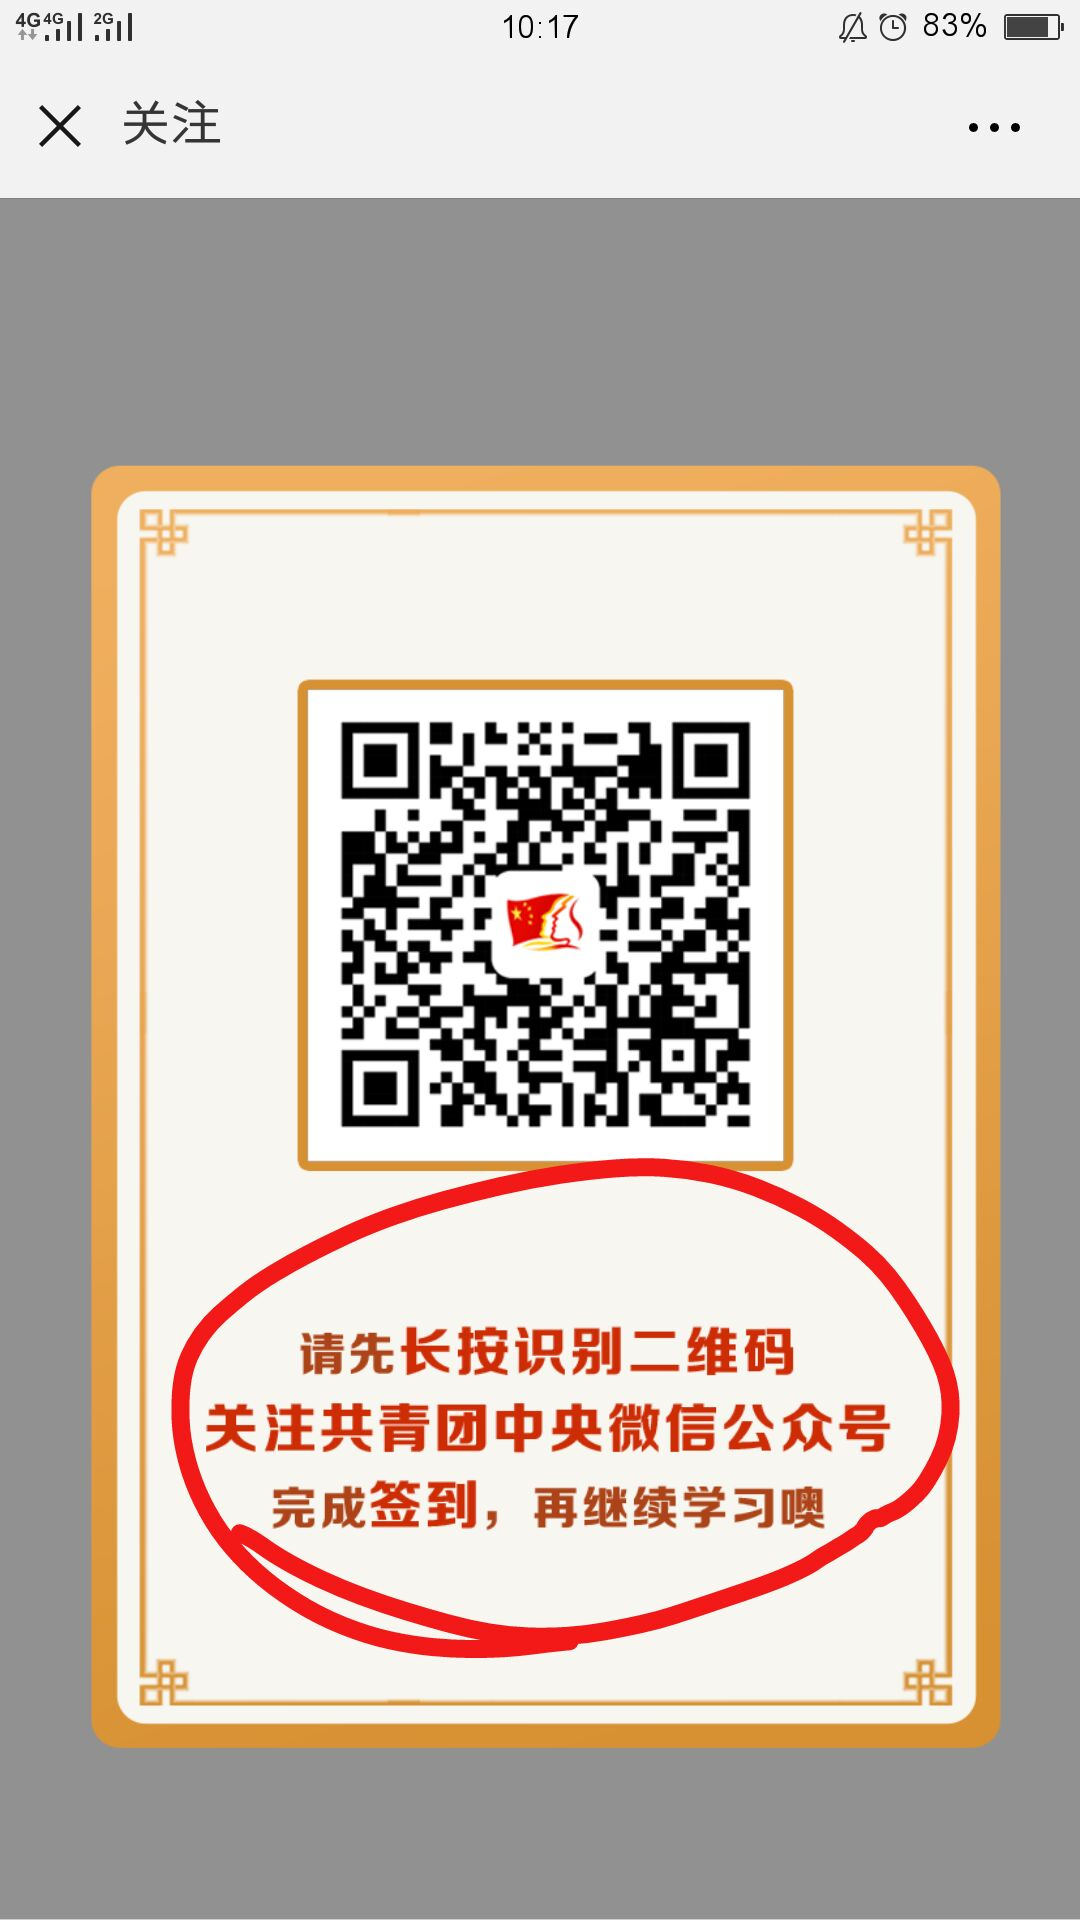 4G 4G 2G 10:17 83%
关注
请先长按识别二维码
关注共青团中央微信公众号
完成签到，再继续学习噢